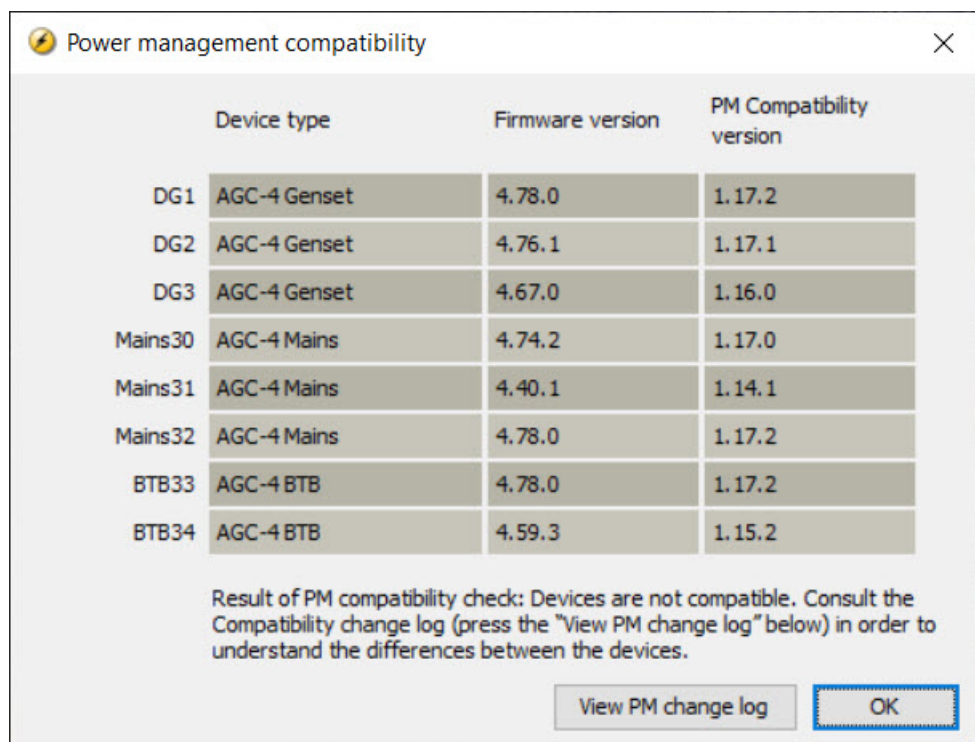 Power management compatibility
Device type Firmware version PM Compatibility
version
DG1 AGC-4 Genset 4.78.0 1.17.2
DG2 AGC-4 Genset 4.76.1 1.17.1
DG3 AGC-4 Genset 4.67.0 1.16.0
Mains30 AGC-4 Mains 4.74.2 1.17.0
Mains31 AGC-4 Mains 4.40.1 1.14.1
Mains32 AGC-4 Mains 4.78.0 1.17.2
BTB33 AGC-4 BTB 4.78.0 1.17.2
BTB34 AGC-4 BTB 4.59.3 1.15.2
Result of PM compatibility check: Devices are not compatible. Consult the
Compatibility change log (press the "View PM change log" below) in order to
understand the differences between the devices.
View PM change log OK